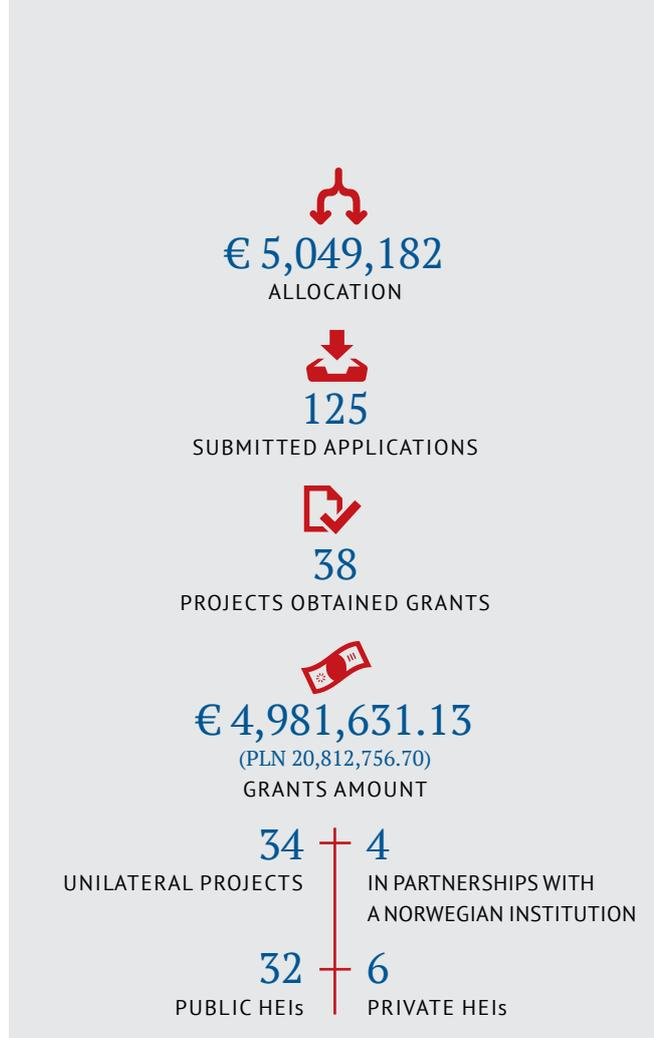 € 5,049,182
ALLOCATION
125
SUBMITTED APPLICATIONS
38
PROJECTS OBTAINED GRANTS
€ 4,981,631.13
(PLN 20,812,756.70)
GRANTS AMOUNT
34
UNILATERAL PROJECTS
4
IN PARTNERSHIPS WITH
A NORWEGIAN INSTITUTION
32
PUBLIC HEIs
6
PRIVATE HEIs